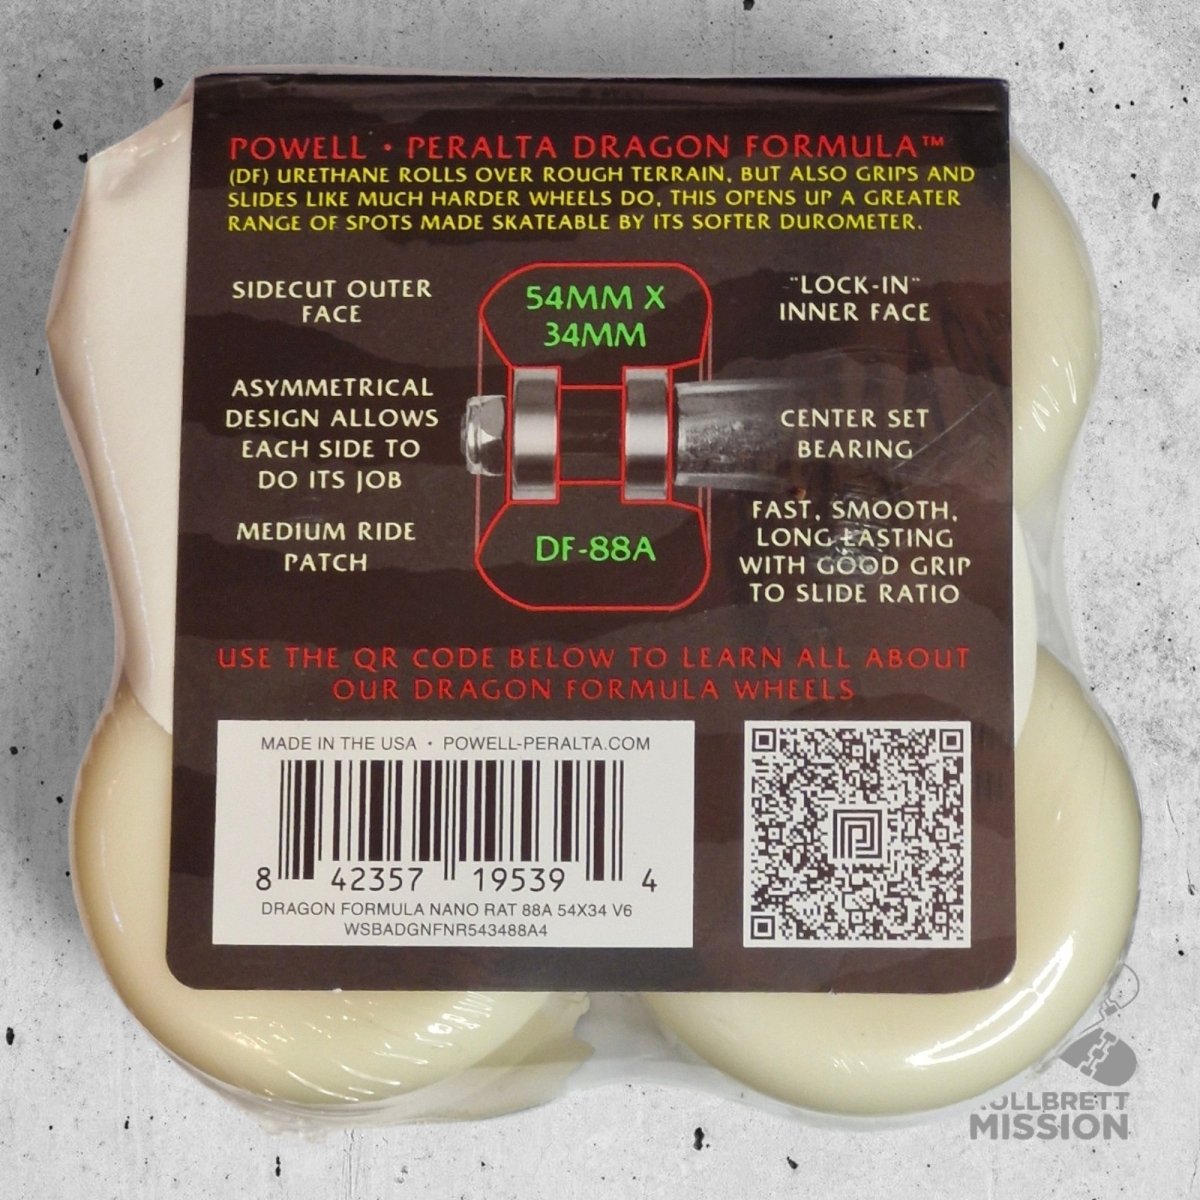 POWELL • PERALTA DRAGON FORMULA™
(DF) URETHANE ROLLS OVER ROUGH TERRAIN, BUT ALSO GRIPS AND
SLIDES LIKE MUCH HARDER WHEELS DO, THIS OPENS UP A GREATER
RANGE OF SPOTS MADE SKATEABLE BY ITS SOFTER DUROMETER.
SIDECUT OUTER
FACE
ASYMMETRICAL
DESIGN ALLOWS
EACH SIDE TO
DO ITS JOB
MEDIUM RIDE
PATCH
54MM X
34MM
DF-88A
"LOCK-IN"
INNER FACE
CENTER SET
BEARING
FAST, SMOOTH,
LONG LASTING
WITH GOOD GRIP
TO SLIDE RATIO
USE THE QR CODE BELOW TO LEARN ALL ABOUT
OUR DRAGON FORMULA WHEELS
MADE IN THE USA • POWELL-PERALTA.COM
8 42357 19539 4
DRAGON FORMULA NANO RAT 88A 54X34 V6
WSBADGNFNR543488A4
ROLLBRETT
MISSION